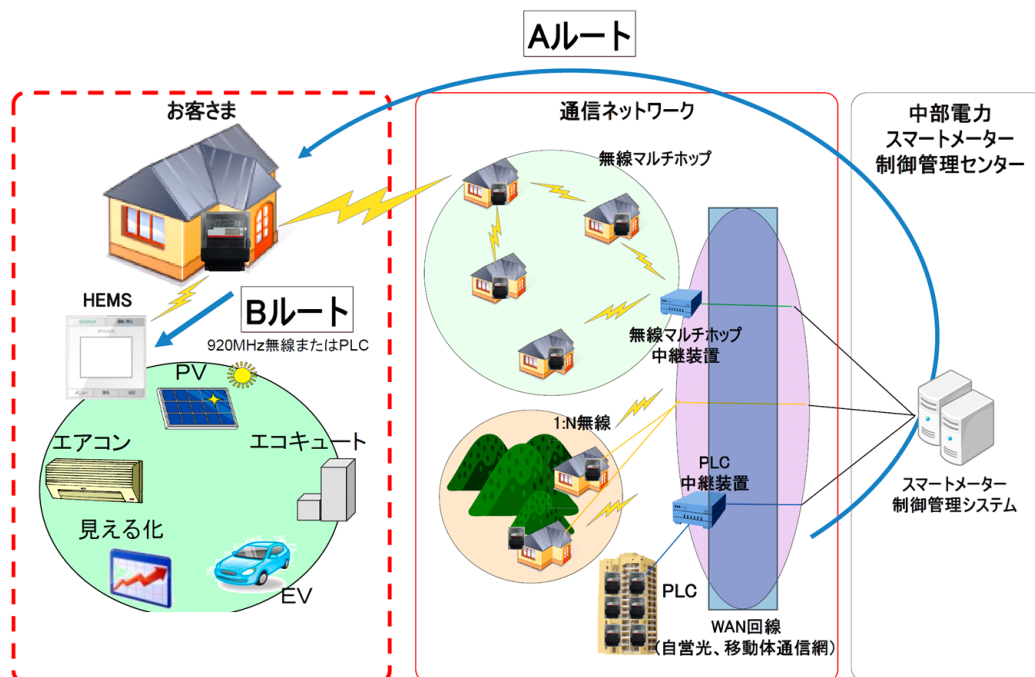 Aルート
お客さま
HEMS
Bルート
920MHz無線またはPLC
PV
エアコン
エコキュート
見える化
EV
通信ネットワーク
無線マルチホップ
無線マルチホップ
中継装置
1:N無線
PLC
中継装置
PLC
WAN回線
(自営光、移動体通信網)
中部電力
スマートメーター
制御管理センター
スマートメーター
制御管理システム